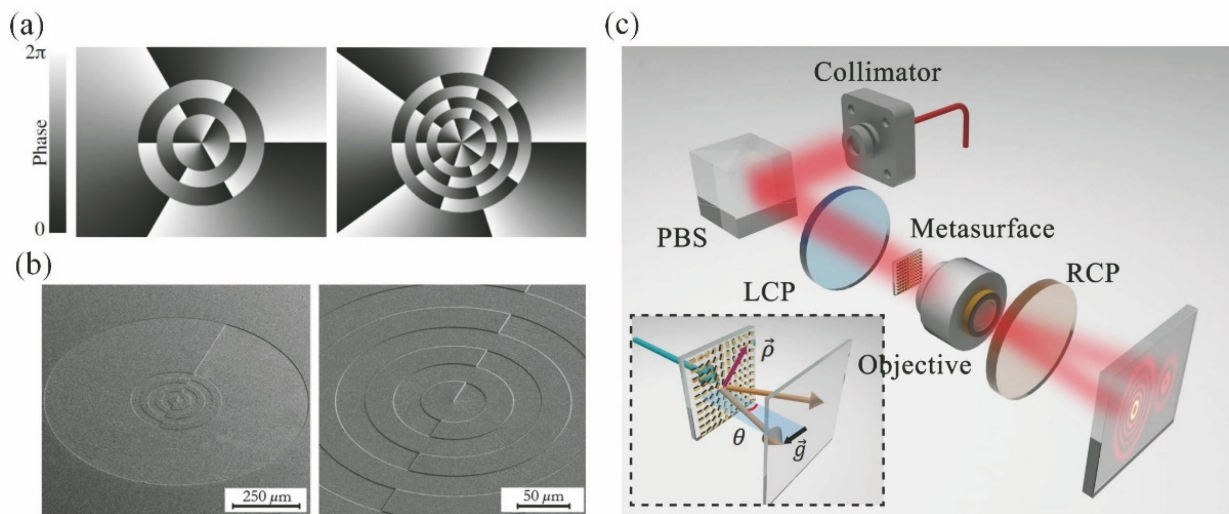 (a)
2π
Phase
0
(b)
250 μm
50 μm
(c)
Collimator
PBS
Metasurface
LCP
RCP
Objective
ρ⃗
θ
g⃗